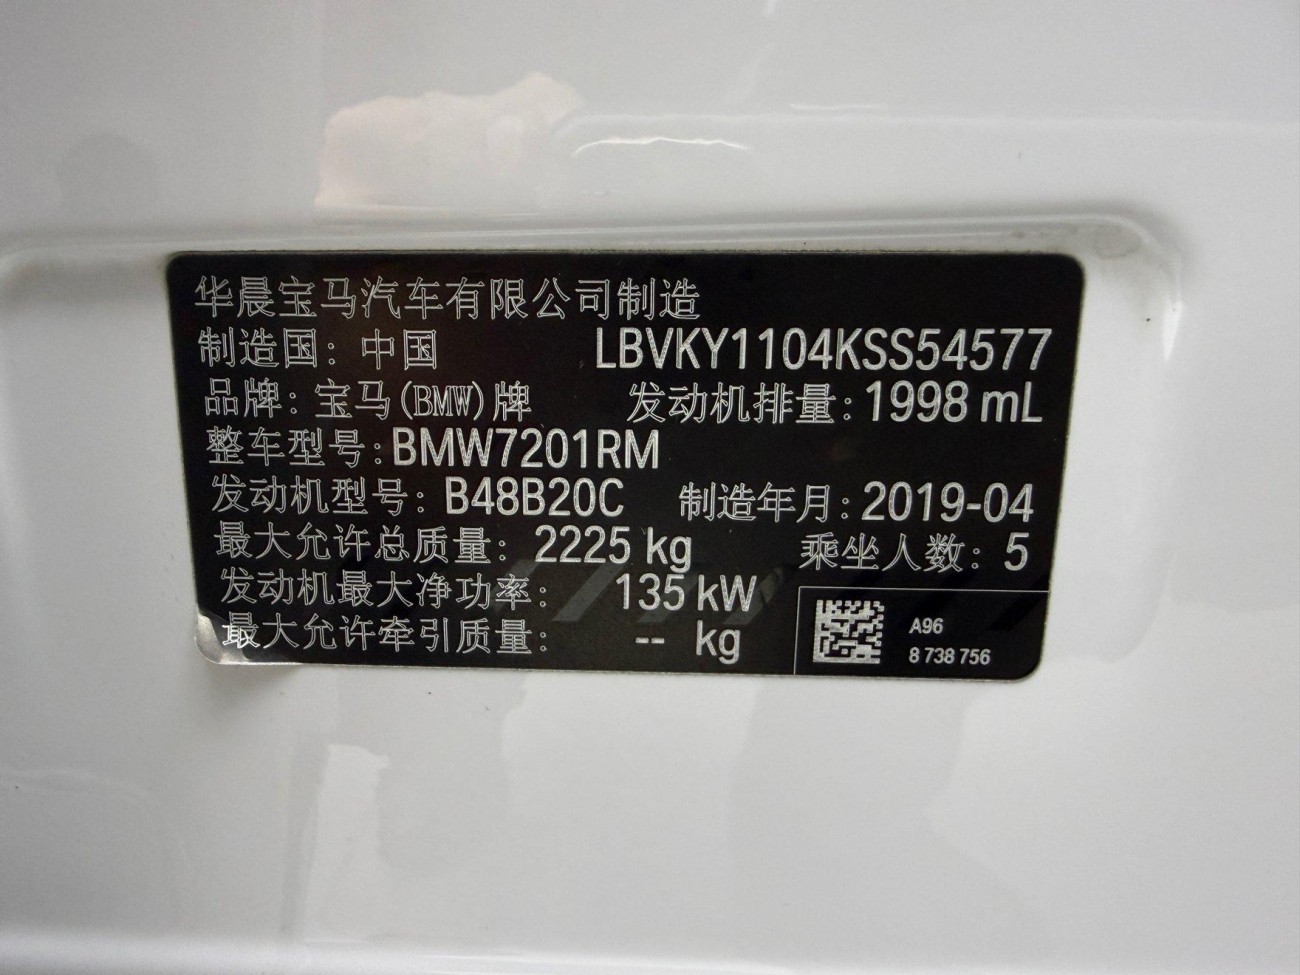 华晨宝马汽车有限公司制造
制造国：中国 LBVKY1104KSS54577
品牌：宝马(BMW)牌 发动机排量：1998 mL
整车型号：BMW7201RM
发动机型号：B48B20C 制造年月：2019-04
最大允许总质量：2225 kg 乘坐人数：5
发动机最大净功率：135 kW
最大允许牵引质量：-- kg
A96
8 738 756